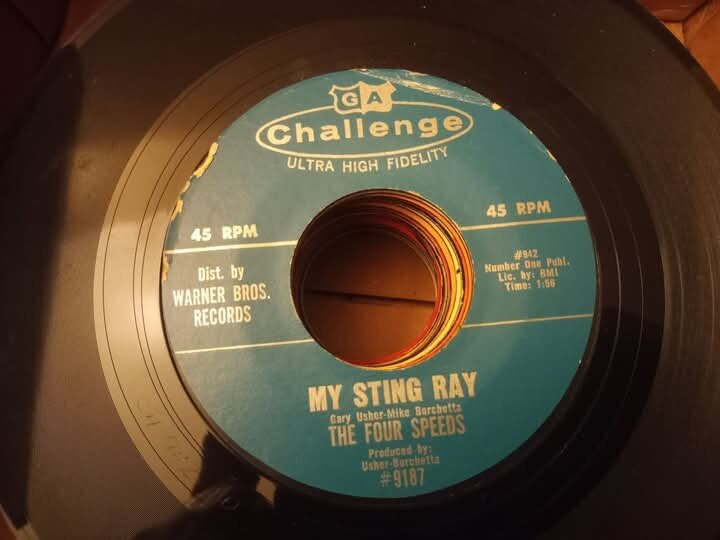 GA
Challenge
ULTRA HIGH FIDELITY
45 RPM
45 RPM
Dist. by
WARNER BROS.
RECORDS
#942
Number One Publ.
Lic. by: BMI
Time: 1:56
MY STING RAY
Gary Usher-Mike Borchetta
THE FOUR SPEEDS
Produced by:
Usher-Borchetta
#9187